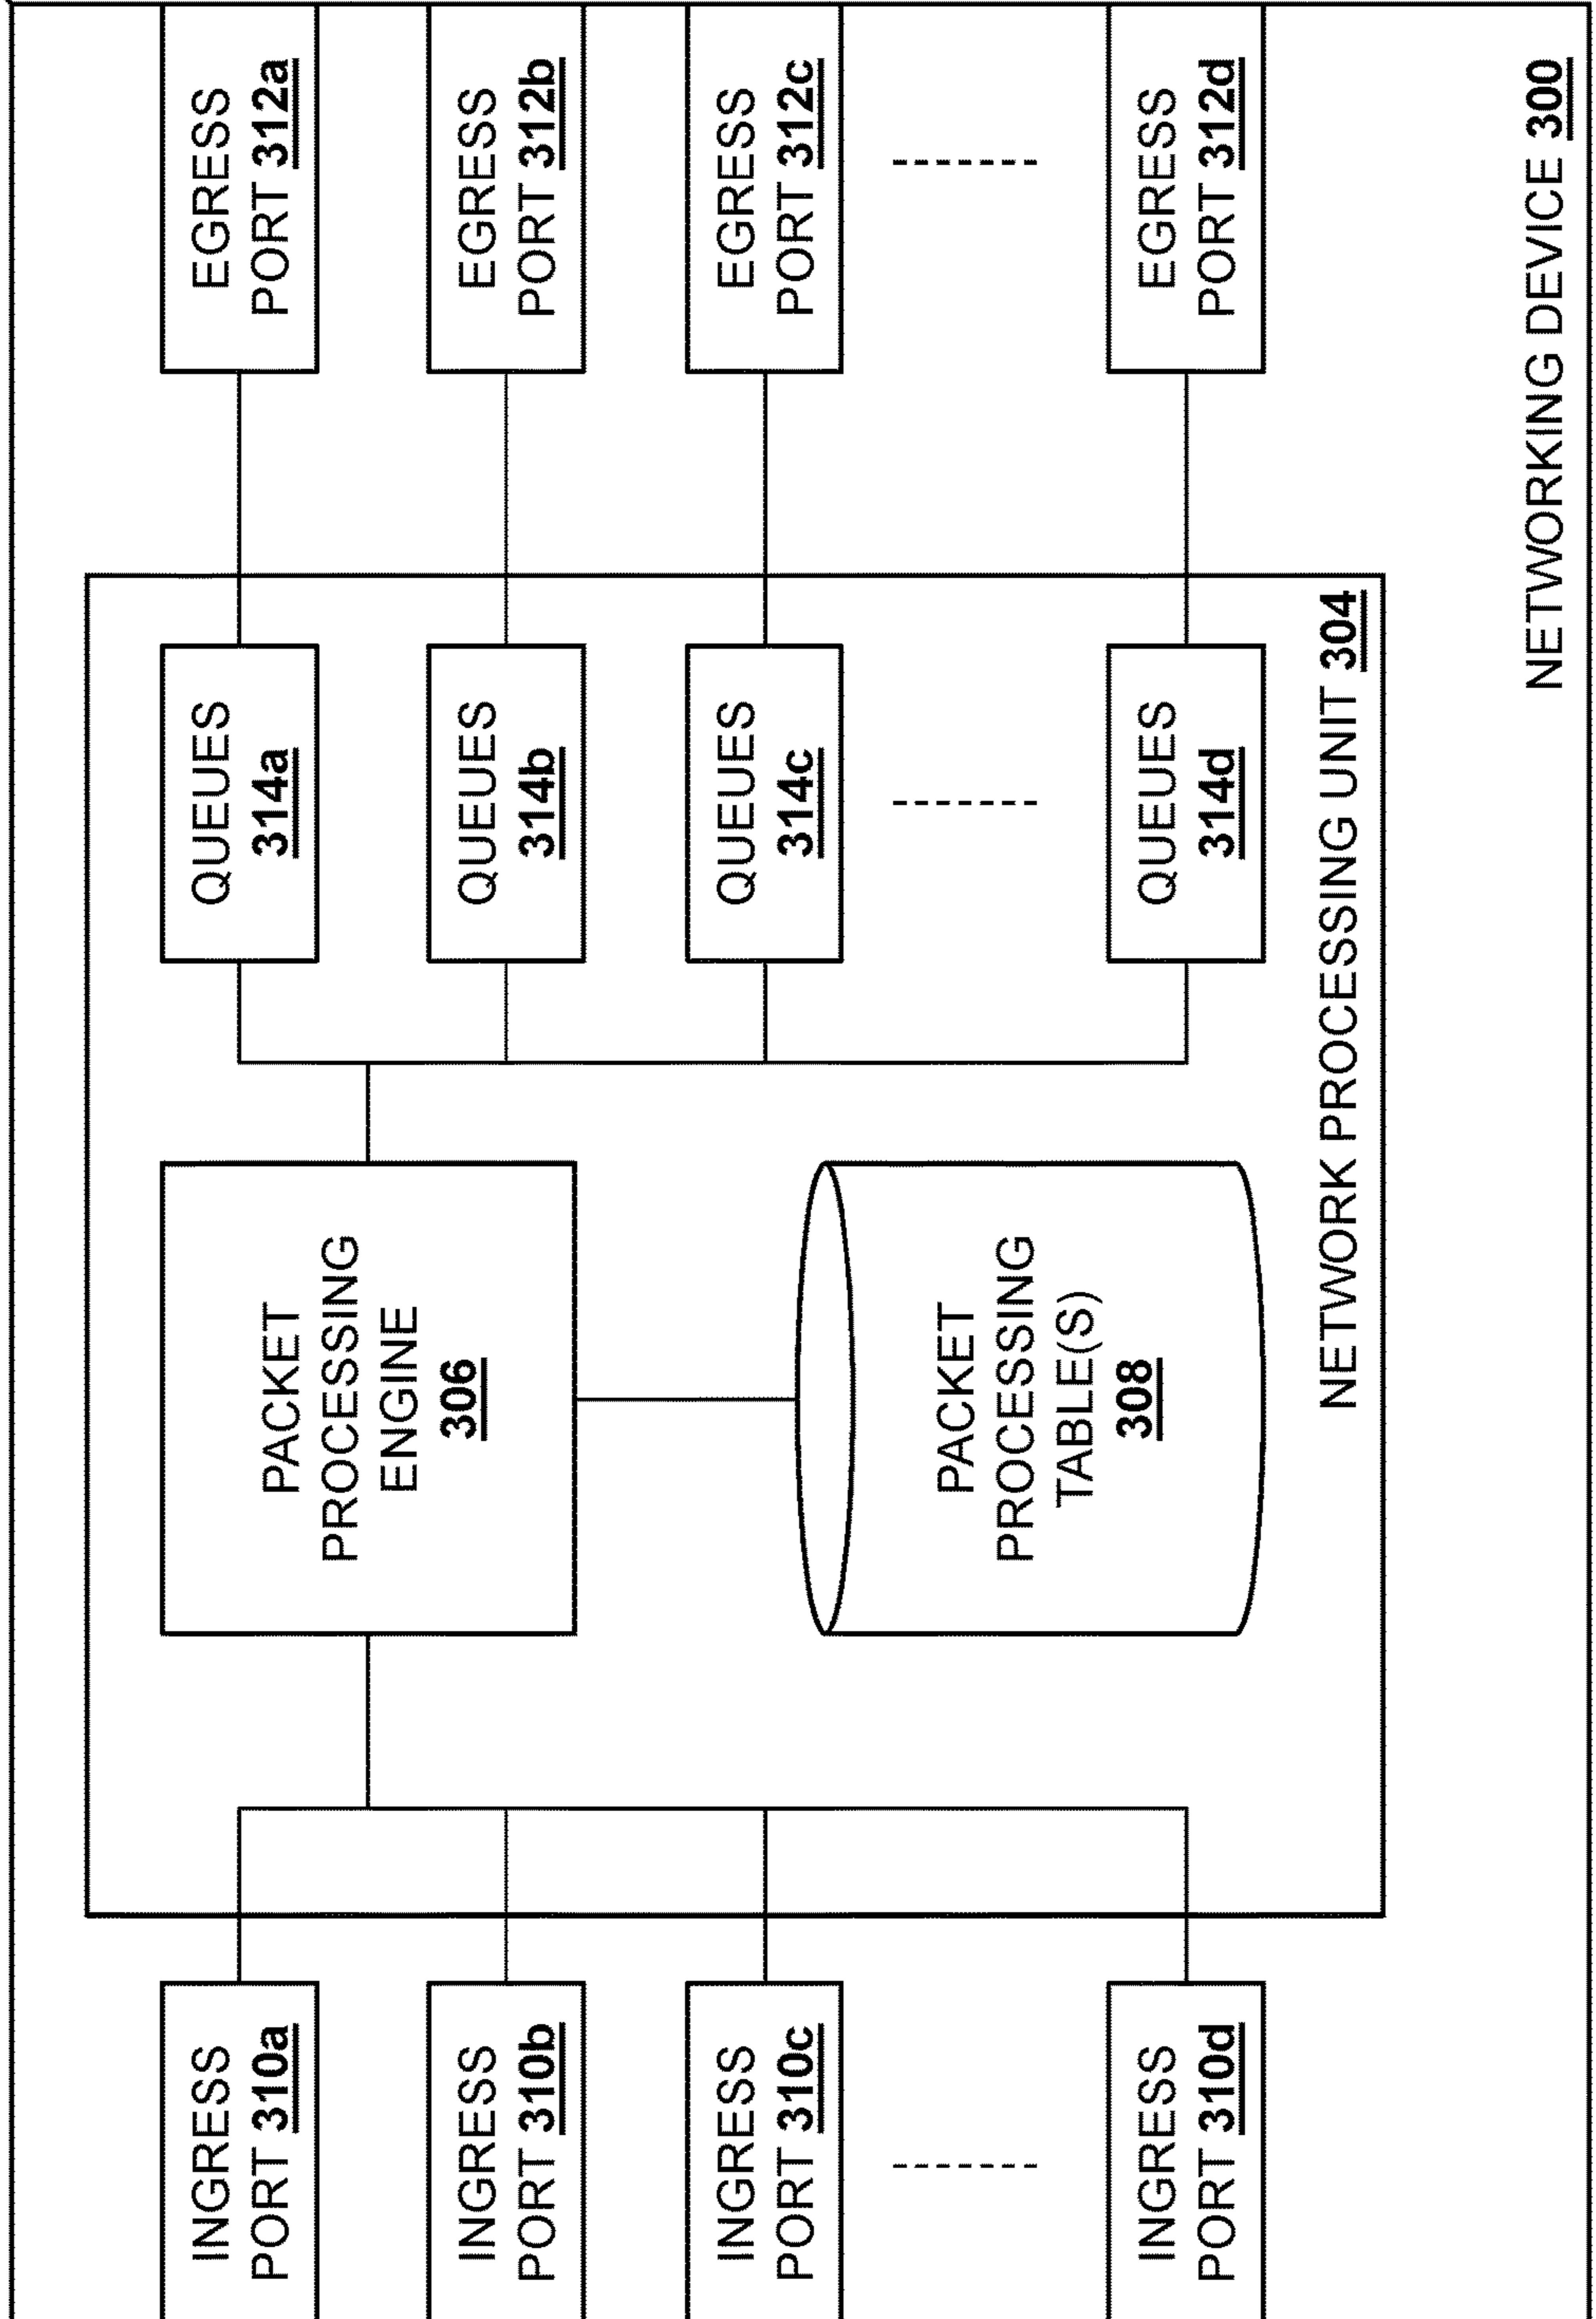 INGRESS
PORT 310a
INGRESS
PORT 310b
INGRESS
PORT 310c
INGRESS
PORT 310d
PACKET
PROCESSING
ENGINE
306
PACKET
PROCESSING
TABLE(S)
308
QUEUES
314a
QUEUES
314b
QUEUES
314c
QUEUES
314d
NETWORK PROCESSING UNIT 304
EGRESS
PORT 312a
EGRESS
PORT 312b
EGRESS
PORT 312c
EGRESS
PORT 312d
NETWORKING DEVICE 300